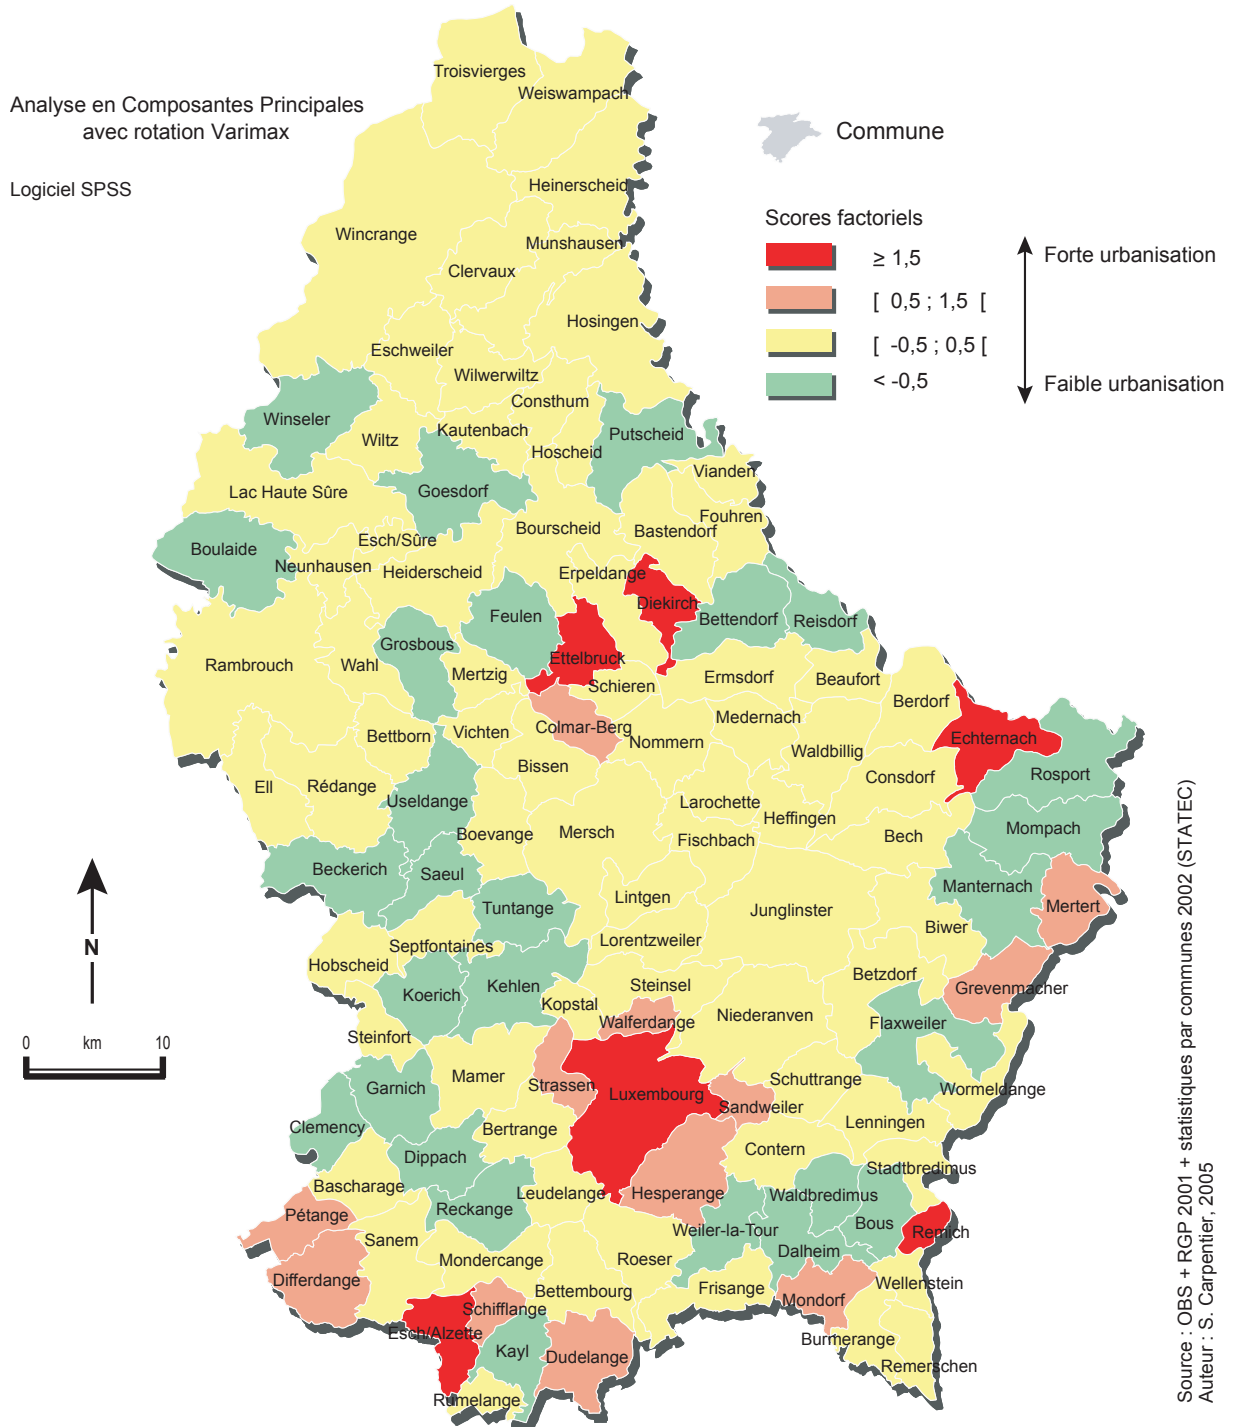 Analyse en Composantes Principales
avec rotation Varimax
Logiciel SPSS
Commune
Scores factoriels
≥ 1,5
[ 0,5 ; 1,5 [
[ -0,5 ; 0,5 [
< -0,5
Forte urbanisation
Faible urbanisation
Troisvierges
Weiswampach
Heinerscheid
Wincrange
Munshausen
Clervaux
Hosingen
Eschweiler
Wilwerwiltz
Consthum
Winseler
Wiltz
Kautenbach
Putscheid
Hoscheid
Vianden
Lac Haute Sûre
Goesdorf
Fouhren
Bourscheid
Bastendorf
Esch/Sûre
Boulaide
Neunhausen
Heiderscheid
Erpeldange
Diekirch
Feulen
Bettendorf
Reisdorf
Grosbous
Rambrouch
Wahl
Mertzig
Ettelbruck
Schieren
Ermsdorf
Beaufort
Berdorf
Colmar-Berg
Medernach
Bettborn
Vichten
Nommern
Waldbillig
Echternach
Bissen
Consdorf
Rosport
Ell
Rédange
Useldange
Larochette
Heffingen
Boevange
Mersch
Fischbach
Bech
Mompach
Beckerich
Saeul
Manternach
Lintgen
Tuntange
Junglinster
Mertert
Biwer
Septfontaines
Lorentzweiler
Hobscheid
Betzdorf
Koerich
Kehlen
Steinsel
Grevenmacher
Kopstal
Walferdange
Niederanven
Flaxweiler
Steinfort
Mamer
Strassen
Luxembourg
Schuttrange
Wormeldange
Garnich
Sandweiler
Clemency
Bertrange
Lenningen
Contern
Dippach
Stadtbredimus
Bascharage
Leudelange
Hesperange
Waldbredimus
Pétange
Reckange
Weiler-la-Tour
Bous
Remich
Sanem
Dalheim
Mondercange
Roeser
Differdange
Bettembourg
Frisange
Wellenstein
Mondorf
Schifflange
Esch/Alzette
Kayl
Dudelange
Burmerange
Remerschen
Rumelange
N
0 km 10
Source : OBS + RGP 2001 + statistiques par communes 2002 (STATEC)
Auteur : S. Carpentier, 2005